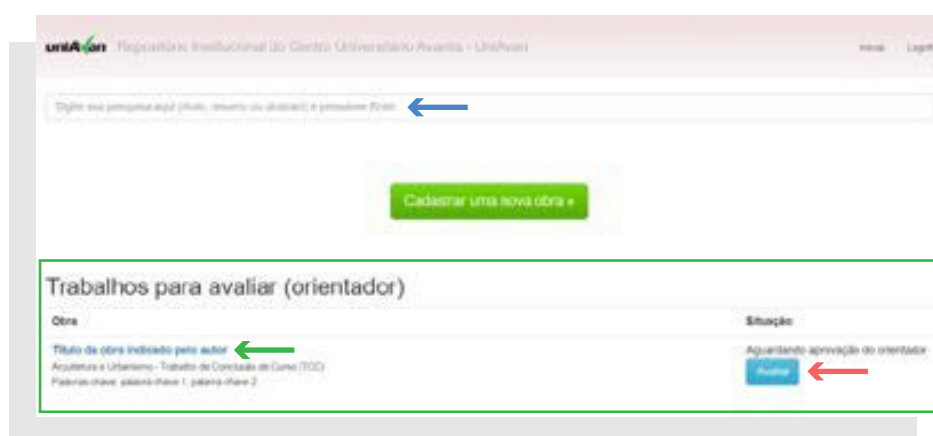 uniAvan Repositório Institucional do Centro Universitário Avantis - UniAvan
Iniciar Login
Digite sua pesquisa aqui (título, resumo ou abstract) e pressione Enter
Cadastrar uma nova obra »
Trabalhos para avaliar (orientador)
Obra Situação
Título da obra indicado pelo autor Aguardando aprovação do orientador
Arquitetura e Urbanismo - Trabalho de Conclusão de Curso (TCC) Avaliar
Palavras-chave: palavra-chave 1, palavra-chave 2